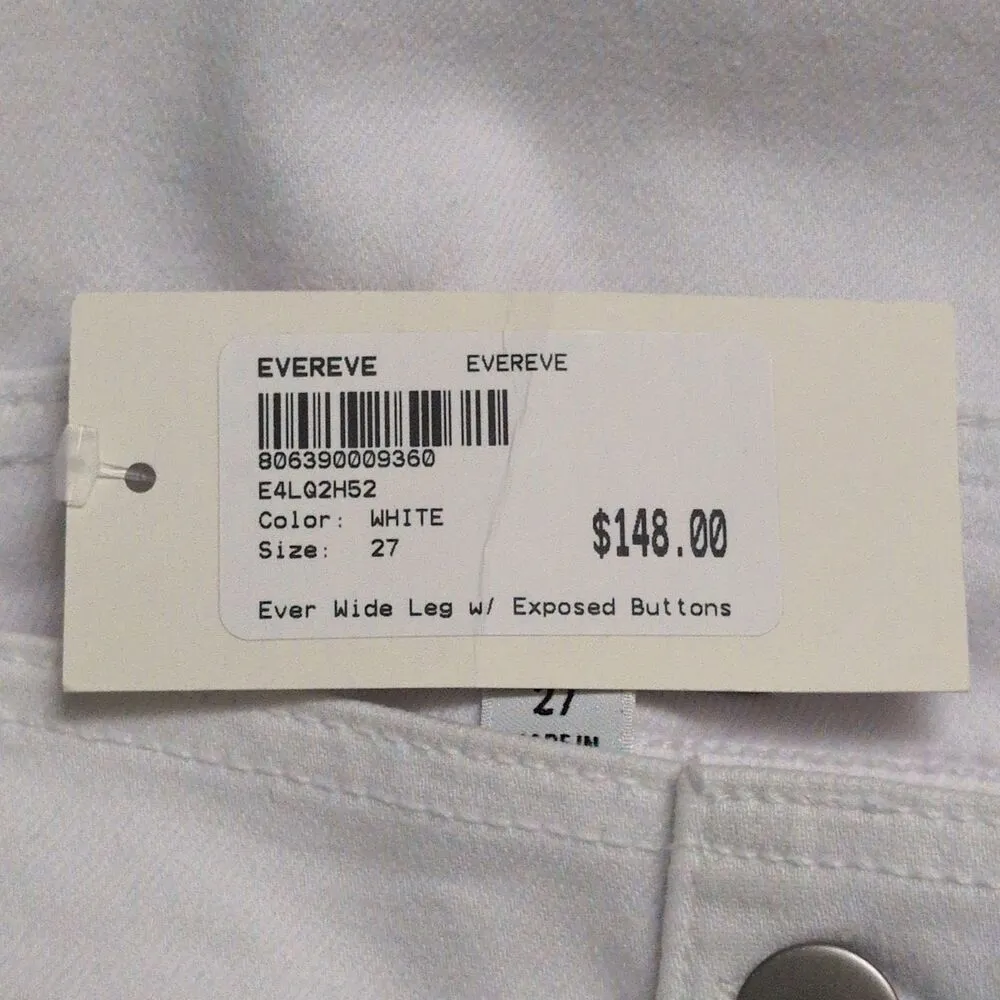 EVEREVE EVEREVE
806390009360
E4LQ2H52
Color: WHITE
Size: 27 $148.00
Ever Wide Leg w/ Exposed Buttons
27